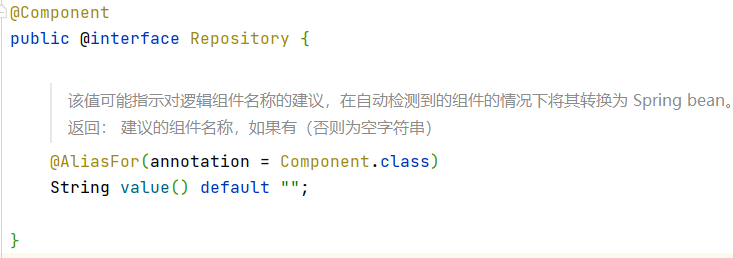 @Component
public @interface Repository {
该值可能指示对逻辑组件名称的建议，在自动检测到的组件的情况下将其转换为 Spring bean。
返回： 建议的组件名称，如果有（否则为空字符串）
@AliasFor(annotation = Component.class)
String value() default "";
}